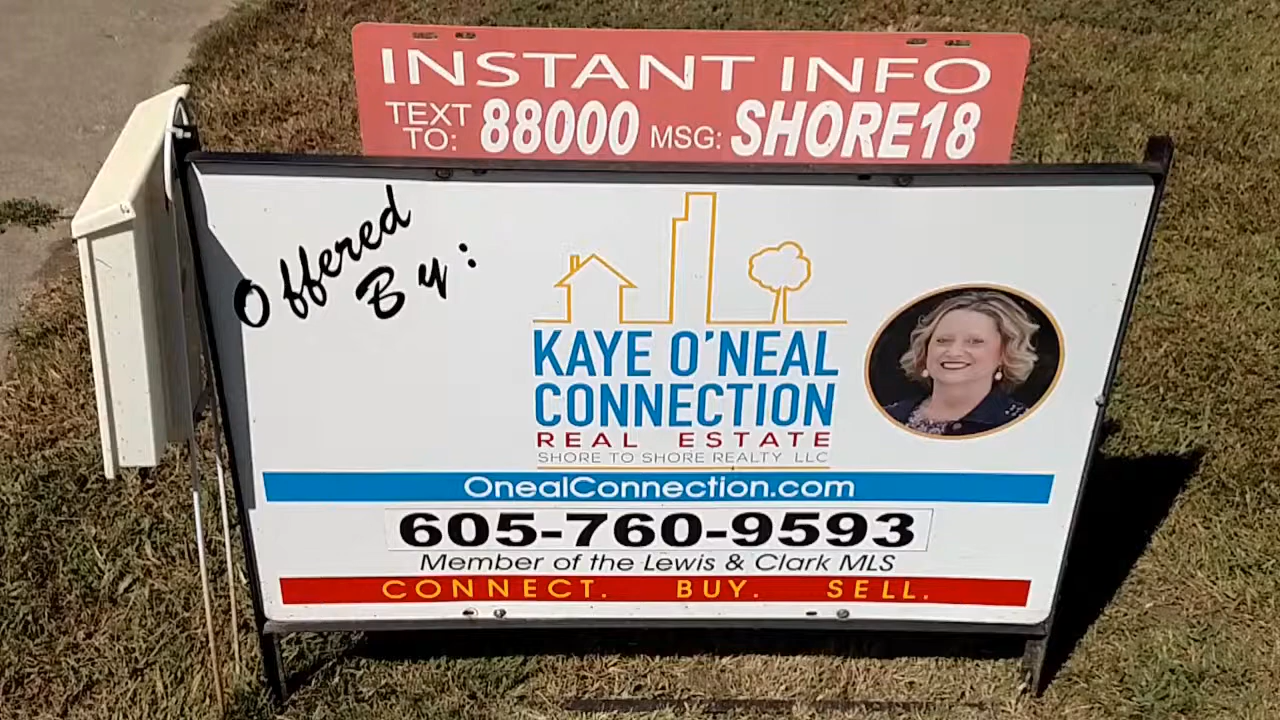 INSTANT INFO
TEXT TO: 88000 MSG: SHORE18
Offered
By:
KAYE O'NEAL
CONNECTION
REAL ESTATE
SHORE TO SHORE REALTY LLC
OnealConnection.com
605-760-9593
Member of the Lewis & Clark MLS
CONNECT. BUY. SELL.